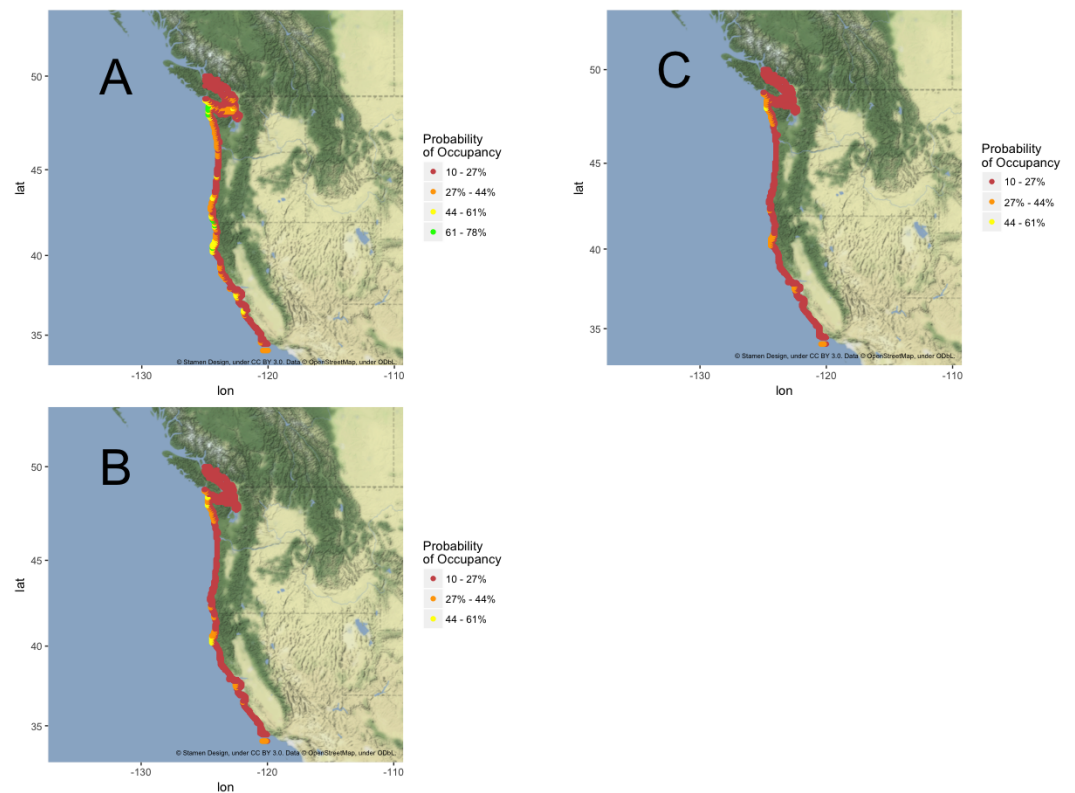 A
50
45
40
35
lat
-130
-120
-110
lon
© Stamen Design, under CC BY 3.0. Data © OpenStreetMap, under ODbL.
Probability
of Occupancy
10 - 27%
27% - 44%
44 - 61%
61 - 78%
C
50
45
40
35
lat
-130
-120
-110
lon
© Stamen Design, under CC BY 3.0. Data © OpenStreetMap, under ODbL.
Probability
of Occupancy
10 - 27%
27% - 44%
44 - 61%
B
50
45
40
35
lat
-130
-120
-110
lon
© Stamen Design, under CC BY 3.0. Data © OpenStreetMap, under ODbL.
Probability
of Occupancy
10 - 27%
27% - 44%
44 - 61%